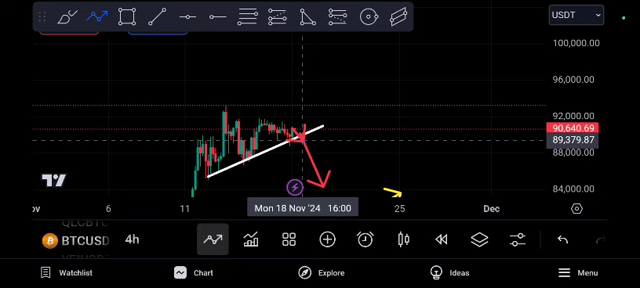 USDT
100,000.00
96,000.00
92,000.00
90,640.69
89,379.87
88,000.00
84,000.00
Mon 18 Nov '24 16:00
ov 6 11 25 Dec
BTCUSD 4h
Watchlist Chart Explore Ideas Menu